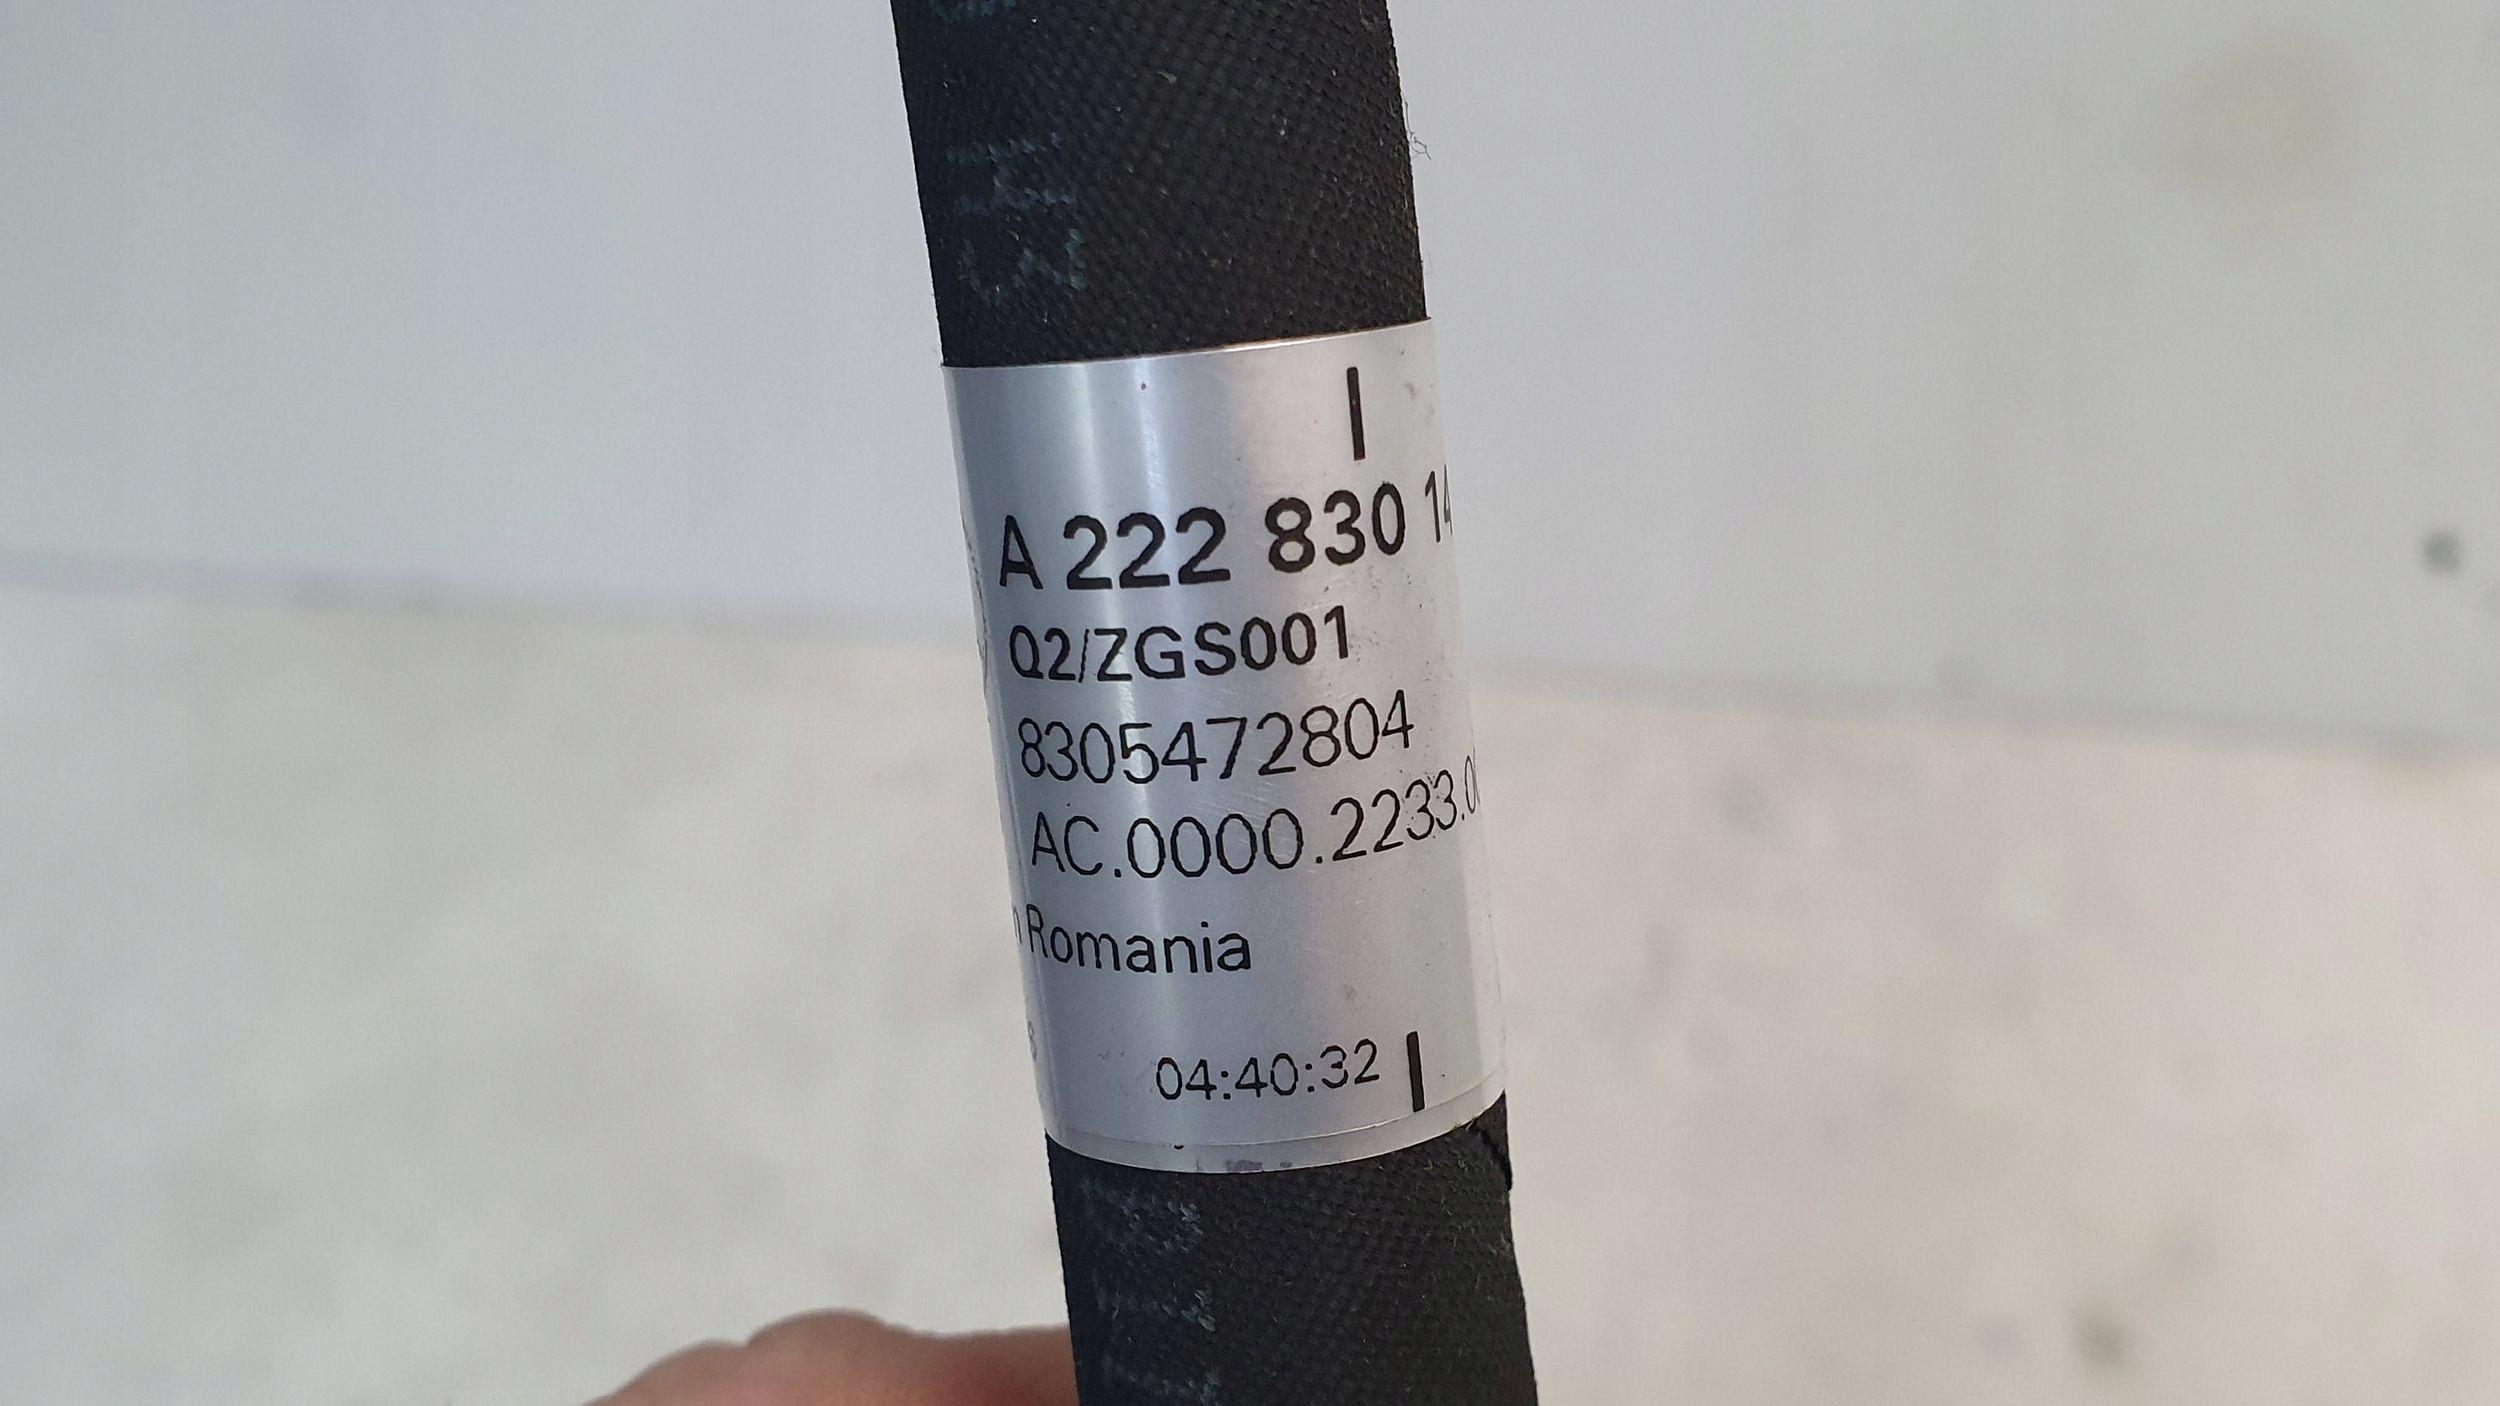 A 222 830 14
Q2/ZGS001
8305472804
AC.0000.2233.0
Romania
04:40:32